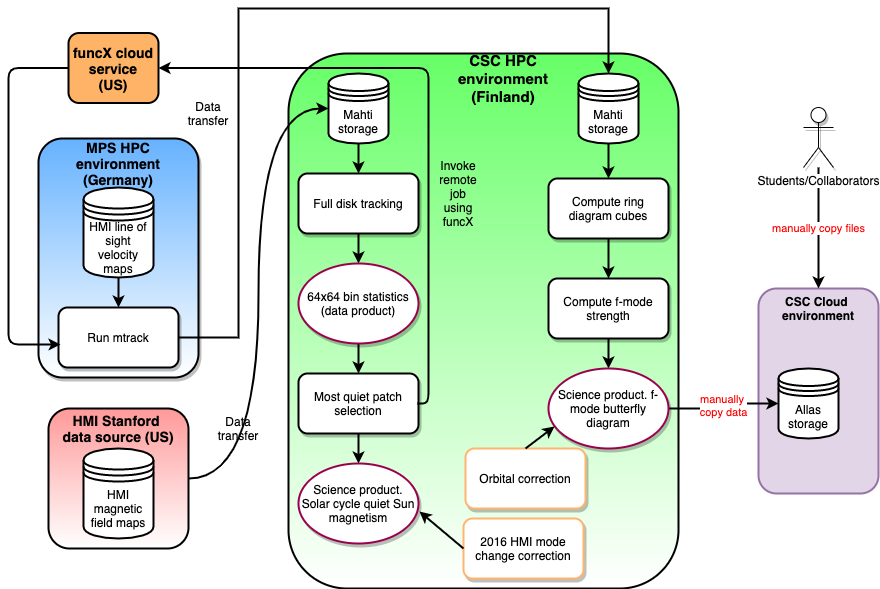 funcX cloud
service
(US)
Data
transfer
MPS HPC
environment
(Germany)
HMI line of
sight
velocity
maps
Run mtrack
HMI Stanford
data source (US)
HMI
magnetic
field maps
Data
transfer
CSC HPC
environment
(Finland)
Mahti
storage
Full disk tracking
64x64 bin statistics
(data product)
Most quiet patch
selection
Science product.
Solar cycle quiet Sun
magnetism
Invoke
remote
job
using
funcX
Mahti
storage
Compute ring
diagram cubes
Compute f-mode
strength
Science product. f-
mode butterfly
diagram
Orbital correction
2016 HMI mode
change correction
manually
copy data
Students/Collaborators
manually copy files
CSC Cloud
environment
Allas
storage